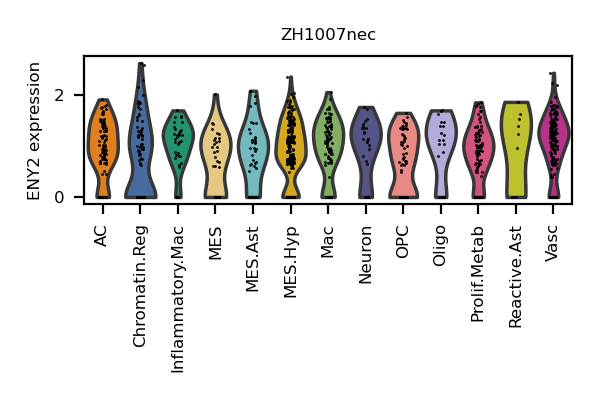 ZH1007nec
ENY2 expression
2
0
AC
Chromatin.Reg
Inflammatory.Mac
MES
MES.Ast
MES.Hyp
Mac
Neuron
OPC
Oligo
Prolif.Metab
Reactive.Ast
Vasc